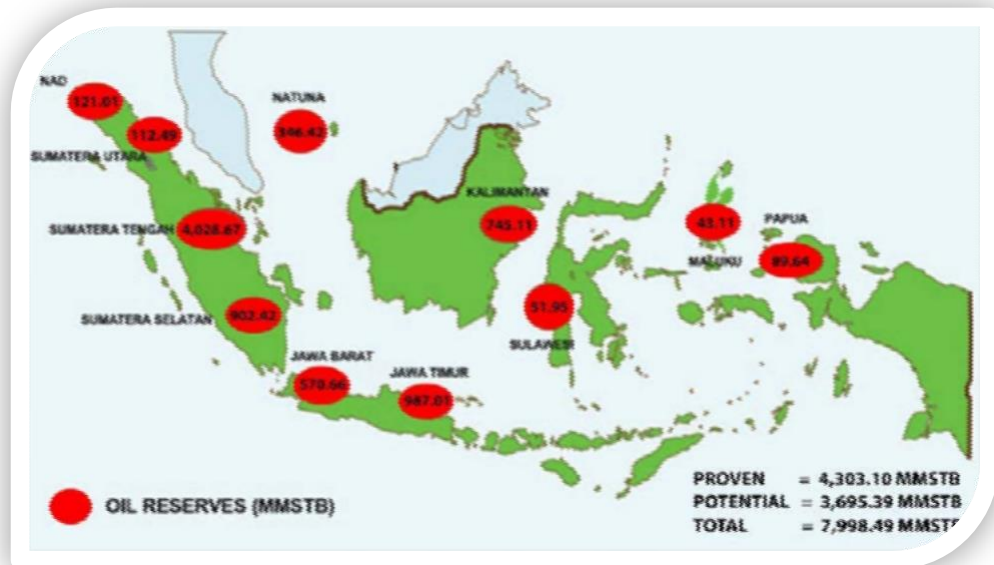 NAD
121.01
NATUNA
346.42
112.49
SUMATERA UTARA
KALIMANTAN
745.11
SUMATERA TENGAH 4,028.67
43.11
PAPUA
MALUKU
89.64
SUMATERA SELATAN 902.42
51.95
SULAWESI
JAWA BARAT
570.66
JAWA TIMUR
987.01
OIL RESERVES (MMSTB)
PROVEN = 4,303.10 MMSTB
POTENTIAL = 3,695.39 MMSTB
TOTAL = 7,998.49 MMSTB